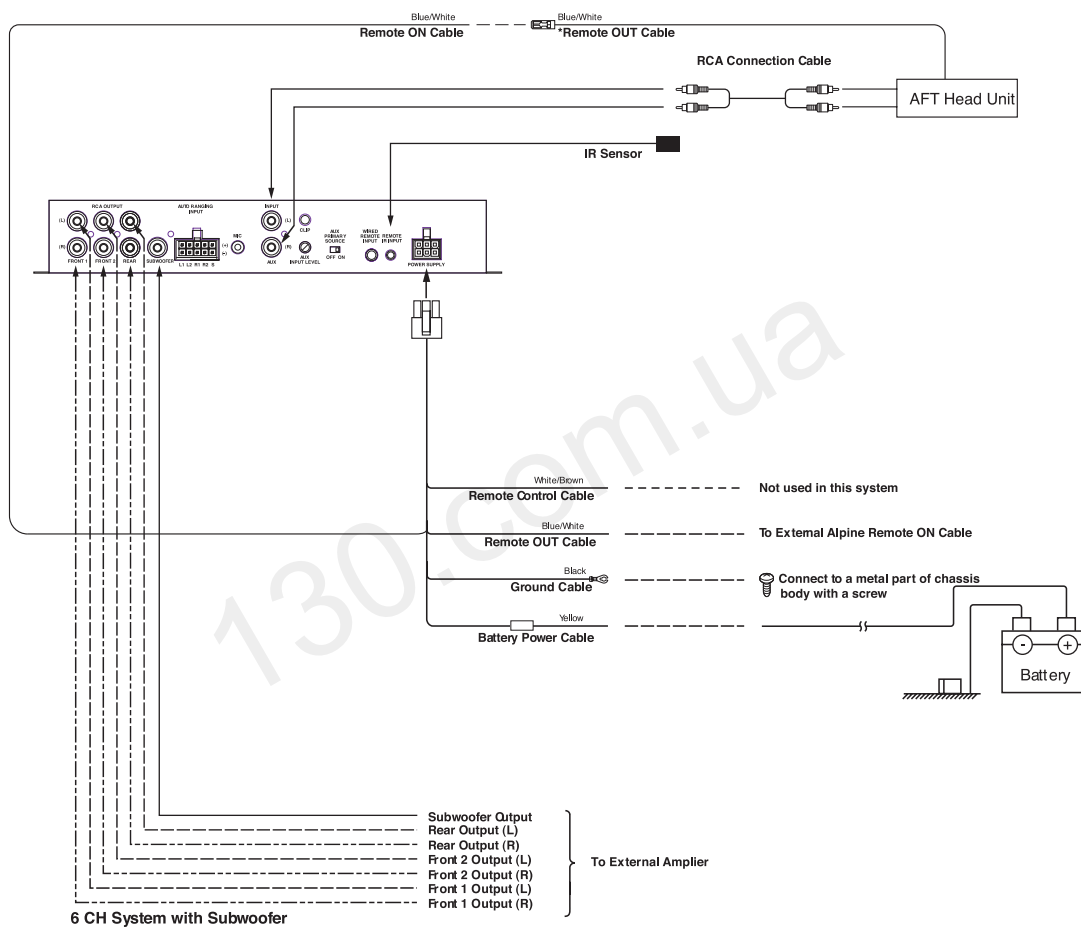 Blue/White
Remote ON Cable
Blue/White
*Remote OUT Cable
RCA Connection Cable
AFT Head Unit
IR Sensor
RCA OUTPUT
AUTO RANGING
INPUT
INPUT
(L)
(L)
CLIP
AUX
PRIMARY
SOURCE
WIRED
REMOTE
INPUT
REMOTE
IR INPUT
MIC
(R)
(+)
(-)
(R)
OFF ON
FRONT 1
FRONT 2
REAR
SUBWOOFER
L1 L2 R1 R2 S
AUX
AUX
INPUT LEVEL
POWER SUPPLY
White/Brown
Remote Control Cable
Not used in this system
Blue/White
Remote OUT Cable
To External Alpine Remote ON Cable
Black
Ground Cable
Connect to a metal part of chassis
body with a screw
Yellow
Battery Power Cable
- +
Battery
130.com.ua
Subwoofer Output
Rear Output (L)
Rear Output (R)
Front 2 Output (L)
Front 2 Output (R)
Front 1 Output (L)
Front 1 Output (R)
To External Amplier
6 CH System with Subwoofer